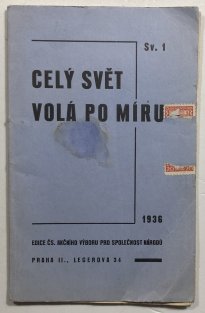 Sv. 1
CELÝ SVĚT
VOLÁ PO MÍRU
1936
EDICE ČS. AKČNÍHO VÝBORU PRO SPOLEČNOST NÁRODŮ
PRAHA II., LEGEROVA 34